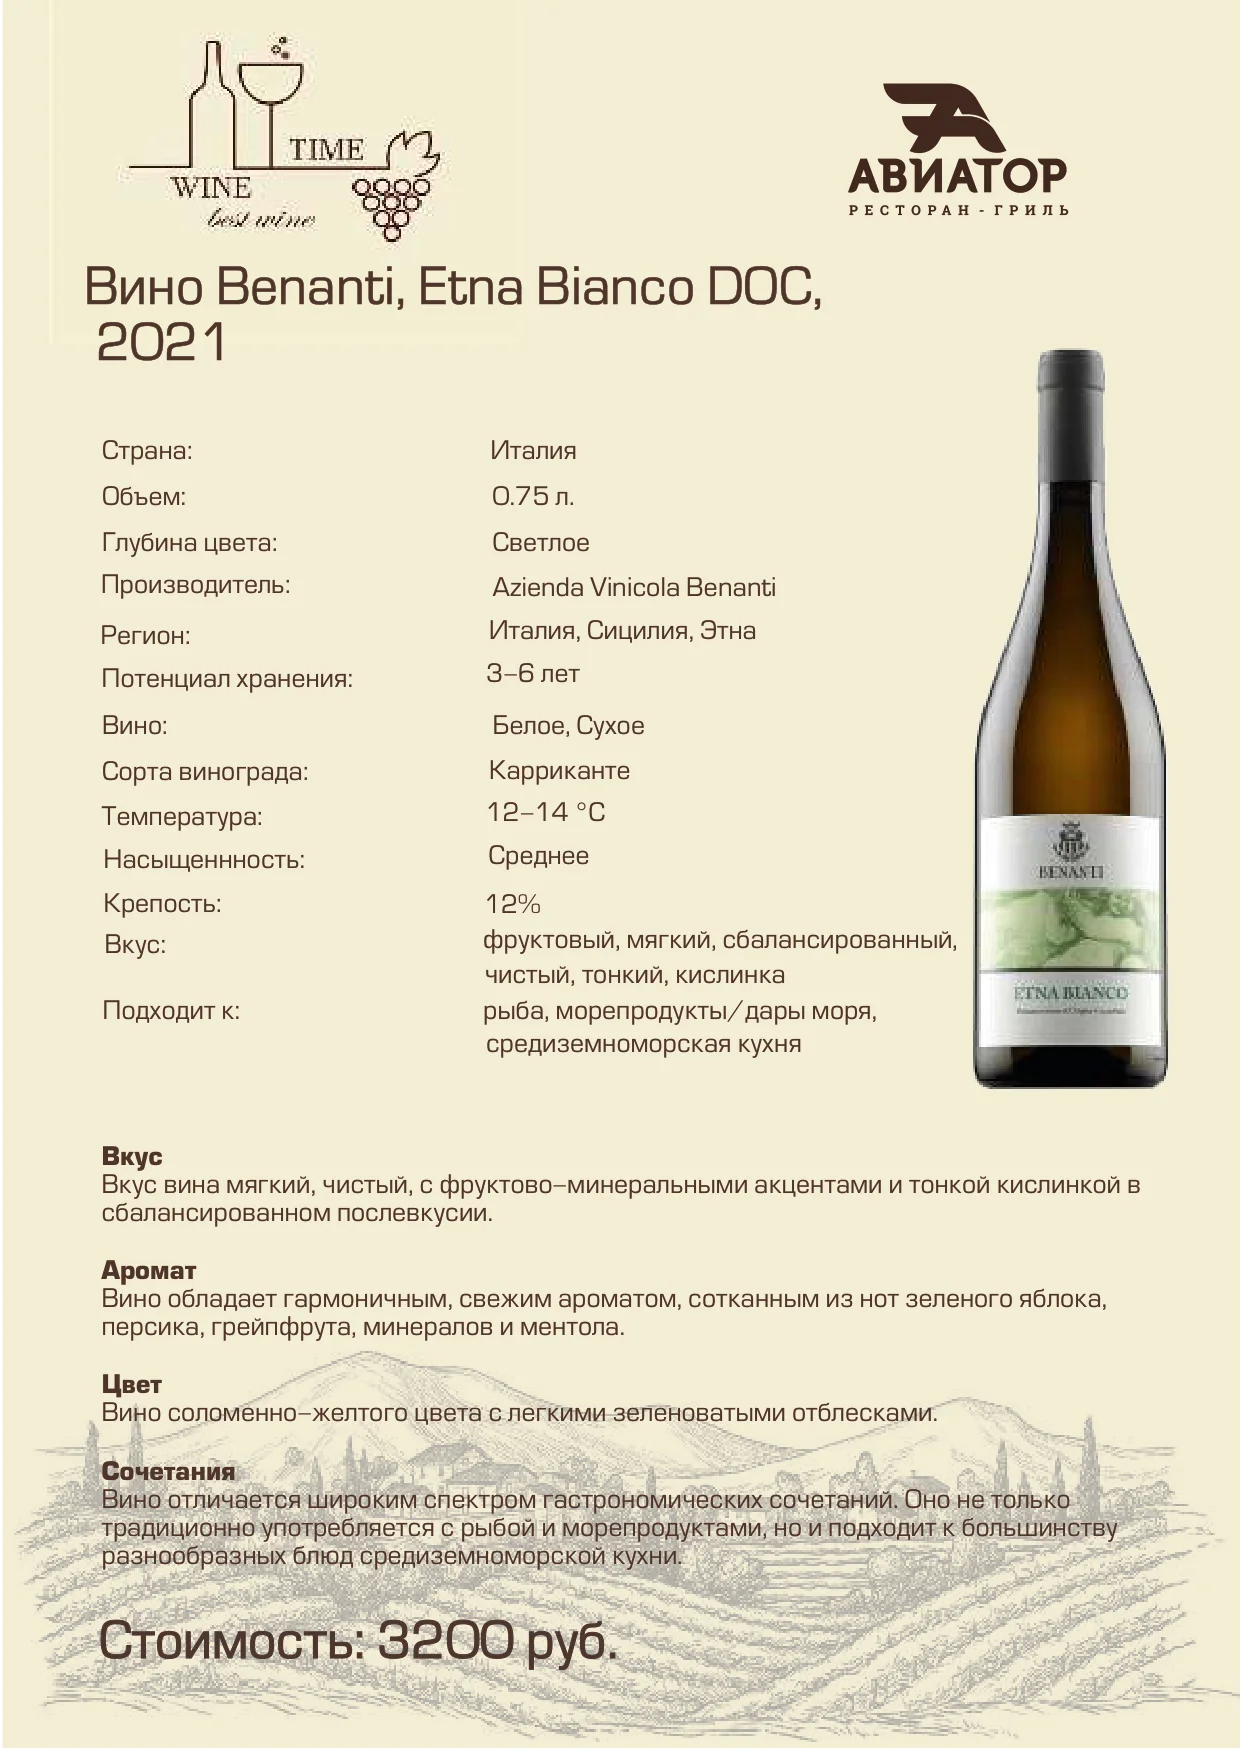 TIME
WINE
best wine
АВИАТОР
РЕСТОРАН - ГРИЛЬ
Вино Benanti, Etna Bianco DOC,
2021
Страна: Италия
Объем: 0.75 л.
Глубина цвета: Светлое
Производитель: Azienda Vinicola Benanti
Регион: Италия, Сицилия, Этна
Потенциал хранения: 3–6 лет
Вино: Белое, Сухое
Сорта винограда: Карриканте
Температура: 12–14 °C
Насыщеннность: Среднее
Крепость: 12%
Вкус: фруктовый, мягкий, сбалансированный,
чистый, тонкий, кислинка
Подходит к: рыба, морепродукты/дары моря,
средиземноморская кухня
BENANTI
ETNA BIANCO
Вкус
Вкус вина мягкий, чистый, с фруктово–минеральными акцентами и тонкой кислинкой в
сбалансированном послевкусии.
Аромат
Вино обладает гармоничным, свежим ароматом, сотканным из нот зеленого яблока,
персика, грейпфрута, минералов и ментола.
Цвет
Вино соломенно–желтого цвета с легкими зеленоватыми отблесками.
Сочетания
Вино отличается широким спектром гастрономических сочетаний. Оно не только
традиционно употребляется с рыбой и морепродуктами, но и подходит к большинству
разнообразных блюд средиземноморской кухни.
Стоимость: 3200 руб.